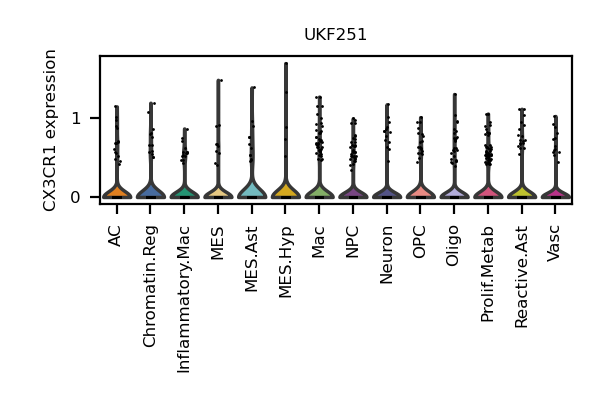 UKF251
CX3CR1 expression
1
0
AC
Chromatin.Reg
Inflammatory.Mac
MES
MES.Ast
MES.Hyp
Mac
NPC
Neuron
OPC
Oligo
Prolif.Metab
Reactive.Ast
Vasc